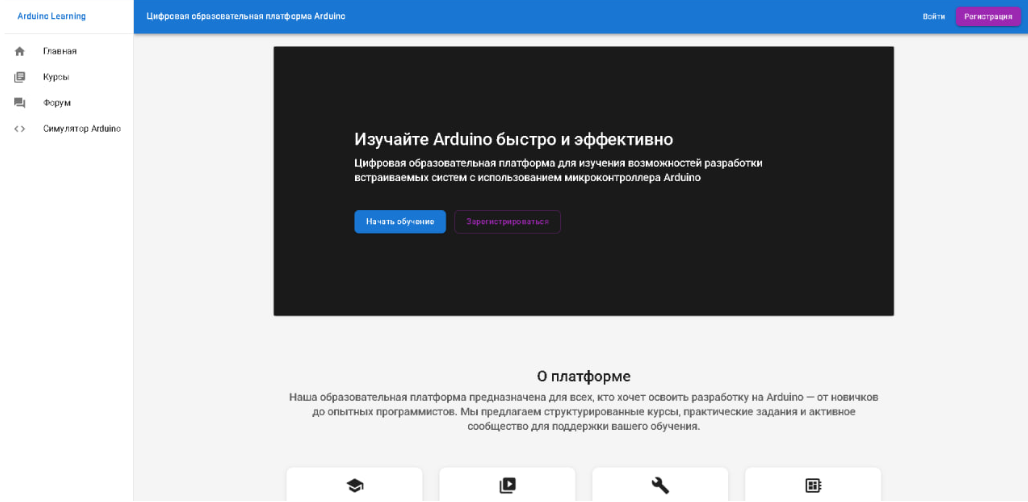 Arduino Learning
Цифровая образовательная платформа Arduino
Войти
Регистрация
Главная
Курсы
Форум
Симулятор Arduino
Изучайте Arduino быстро и эффективно
Цифровая образовательная платформа для изучения возможностей разработки
встраиваемых систем с использованием микроконтроллера Arduino
Начать обучение
Зарегистрироваться
О платформе
Наша образовательная платформа предназначена для всех, кто хочет освоить разработку на Arduino — от новичков
до опытных программистов. Мы предлагаем структурированные курсы, практические задания и активное
сообщество для поддержки вашего обучения.